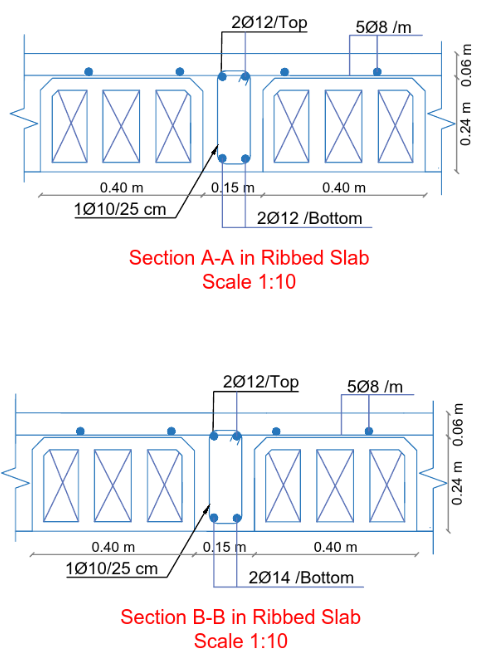 2Ø12/Top
5Ø8 /m
0.06 m
0.24 m
0.40 m
0.15 m
0.40 m
1Ø10/25 cm
2Ø12 /Bottom
Section A-A in Ribbed Slab
Scale 1:10
2Ø12/Top
5Ø8 /m
0.06 m
0.24 m
0.40 m
0.15 m
0.40 m
1Ø10/25 cm
2Ø14 /Bottom
Section B-B in Ribbed Slab
Scale 1:10